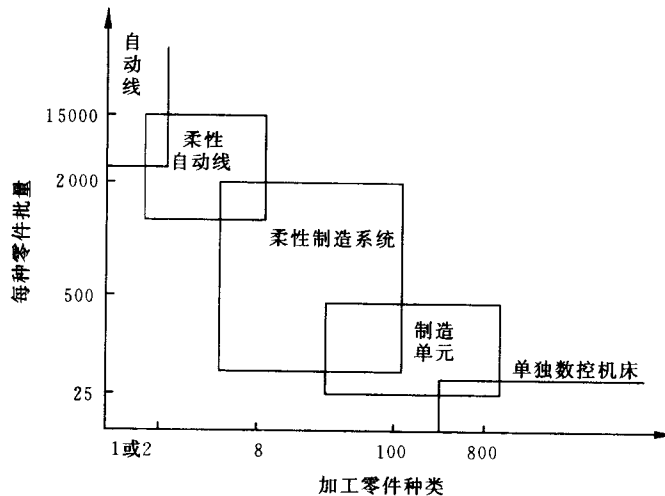 自动线
15000
柔性
自动线
2000
柔性制造系统
每种零件批量
500
制造
单元
单独数控机床
25
1或2
8
100
800
加工零件种类